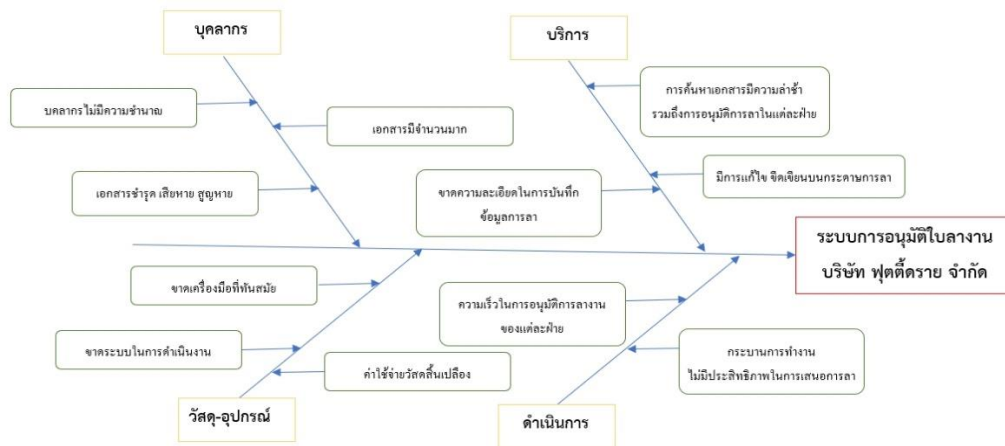 บุคลากร
บริการ
บุคลากรไม่มีความชำนาญ
เอกสารมีจำนวนมาก
เอกสารชำรุด เสียหาย สูญหาย
การค้นหาเอกสารมีความล่าช้า
รวมถึงการอนุมัติการลาในแต่ละฝ่าย
มีการแก้ไข ขีดเขียนบนกระดาษการลา
ขาดความละเอียดในการบันทึก
ข้อมูลการลา
ระบบการอนุมัติใบลางาน
บริษัท ฟุตตี้ดราย จำกัด
ขาดเครื่องมือที่ทันสมัย
ความเร็วในการอนุมัติการลางาน
ของแต่ละฝ่าย
ขาดระบบในการดำเนินงาน
ค่าใช้จ่ายวัสดุสิ้นเปลือง
กระบวนการทำงาน
ไม่มีประสิทธิภาพในการเสนอการลา
วัสดุ-อุปกรณ์
ดำเนินการ